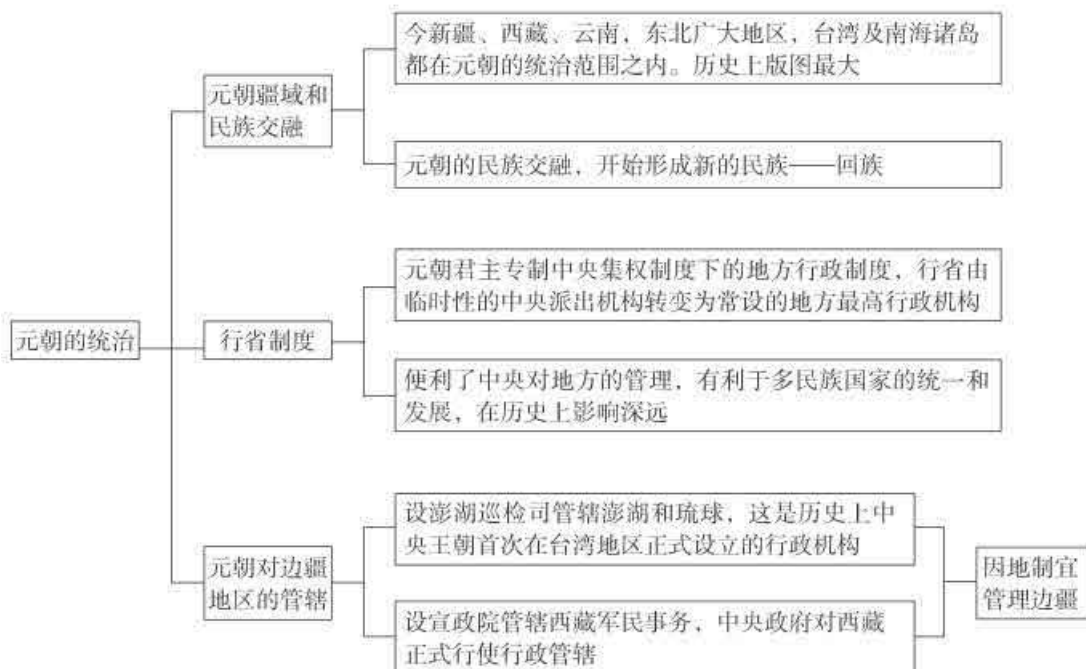 今新疆、西藏、云南，东北广大地区，台湾及南海诸岛
都在元朝的统治范围之内。历史上版图最大
元朝疆域和
民族交融
元朝的民族交融，开始形成新的民族——回族
元朝君主专制中央集权制度下的地方行政制度，行省由
临时性的中央派出机构转变为常设的地方最高行政机构
元朝的统治
行省制度
便利了中央对地方的管理，有利于多民族国家的统一和
发展，在历史上影响深远
设澎湖巡检司管辖澎湖和琉球，这是历史上中
央王朝首次在台湾地区正式设立的行政机构
元朝对边疆
地区的管辖
因地制宜
管理边疆
设宣政院管辖西藏军民事务，中央政府对西藏
正式行使行政管辖